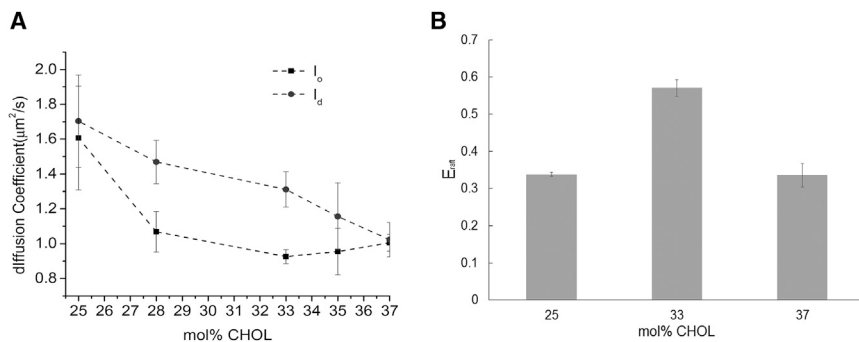 A
dIffusion Coefficient(μm²/s)
2.0
1.8
1.6
1.4
1.2
1.0
0.8
lo
ld
25 26 27 28 29 30 31 32 33 34 35 36 37
mol% CHOL
B
Eraft
0.7
0.6
0.5
0.4
0.3
0.2
0.1
0
25 33 37
mol% CHOL